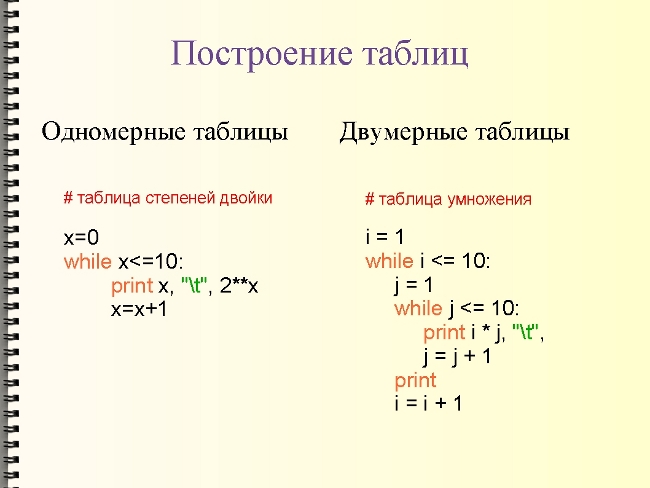 Построение таблиц
Одномерные таблицы
# таблица степеней двойки
x=0
while x<=10:
print x, "\t", 2**x
x=x+1
Двумерные таблицы
# таблица умножения
i = 1
while i <= 10:
j = 1
while j <= 10:
print i * j, "\t",
j = j + 1
print
i = i + 1